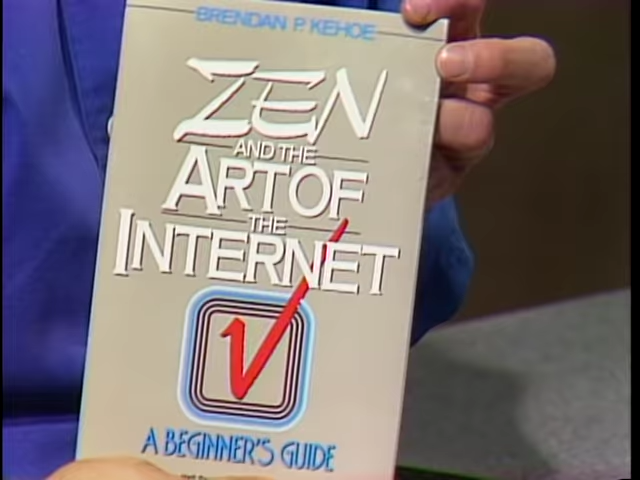 BRENDAN P. KEHOE
ZEN
AND THE
ART OF
THE
INTERNET
A BEGINNER'S GUIDE